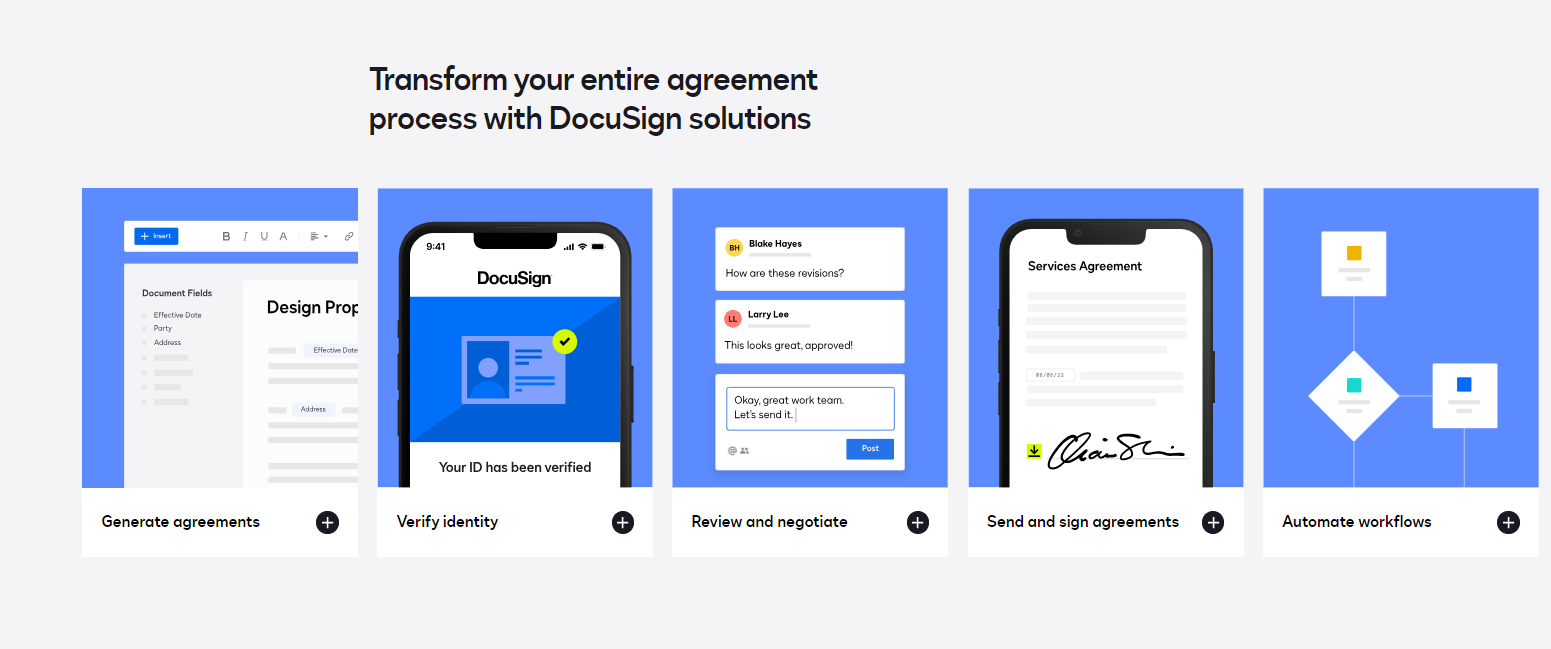 Transform your entire agreement
process with DocuSign solutions
Insert
B I U A
Document Fields
Effective Date
Party
Address
Design Prop
Effective Date
Address
Generate agreements
9:41
DocuSign
Your ID has been verified
Verify identity
BH
Blake Hayes
How are these revisions?
LL
Larry Lee
This looks great, approved!
Okay, great work team.
Let's send it.
@
Post
Review and negotiate
Services Agreement
Send and sign agreements
Automate workflows